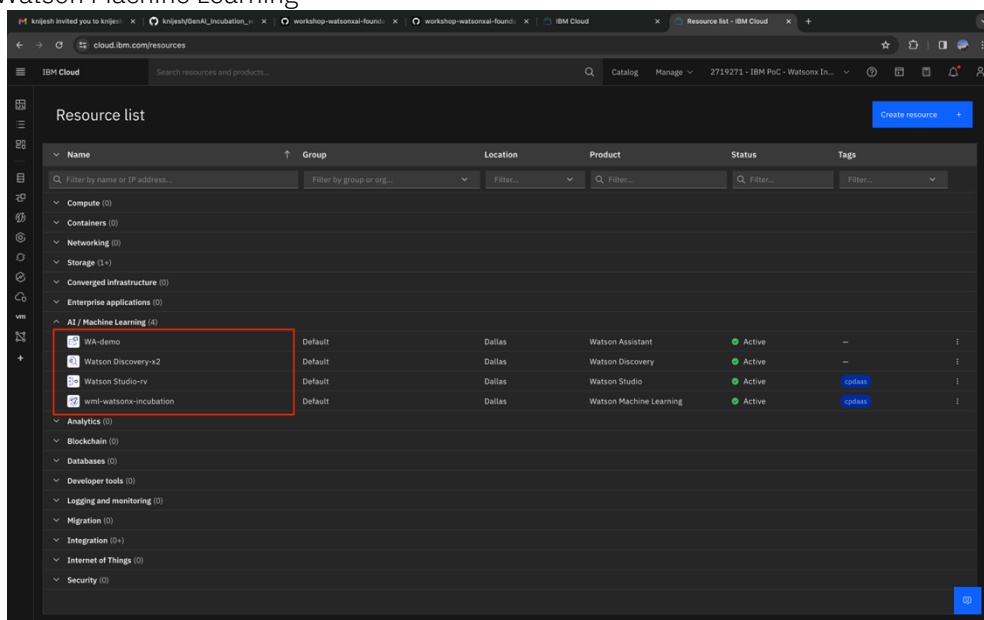 Watson Machine Learning
knijesh invited you to knijesh
knijesh/GenAI_Incubation_
workshop-watsonxai-founda
workshop-watsonxai-founda
IBM Cloud
Resource list - IBM Cloud
cloud.ibm.com/resources
IBM Cloud Search resources and products... Catalog Manage 2719271 - IBM PoC - Watsonx In...
Resource list
Create resource +
Name Group Location Product Status Tags
Filter by name or IP address... Filter by group or org... Filter... Filter... Filter... Filter...
Compute (0)
Containers (0)
Networking (0)
Storage (1+)
Converged infrastructure (0)
Enterprise applications (0)
AI / Machine Learning (4)
WA-demo Default Dallas Watson Assistant Active –
Watson Discovery-x2 Default Dallas Watson Discovery Active –
Watson Studio-rv Default Dallas Watson Studio Active cpdaas
wml-watsonx-incubation Default Dallas Watson Machine Learning Active cpdaas
Analytics (0)
Blockchain (0)
Databases (0)
Developer tools (0)
Logging and monitoring (0)
Migration (0)
Integration (0+)
Internet of Things (0)
Security (0)
vm